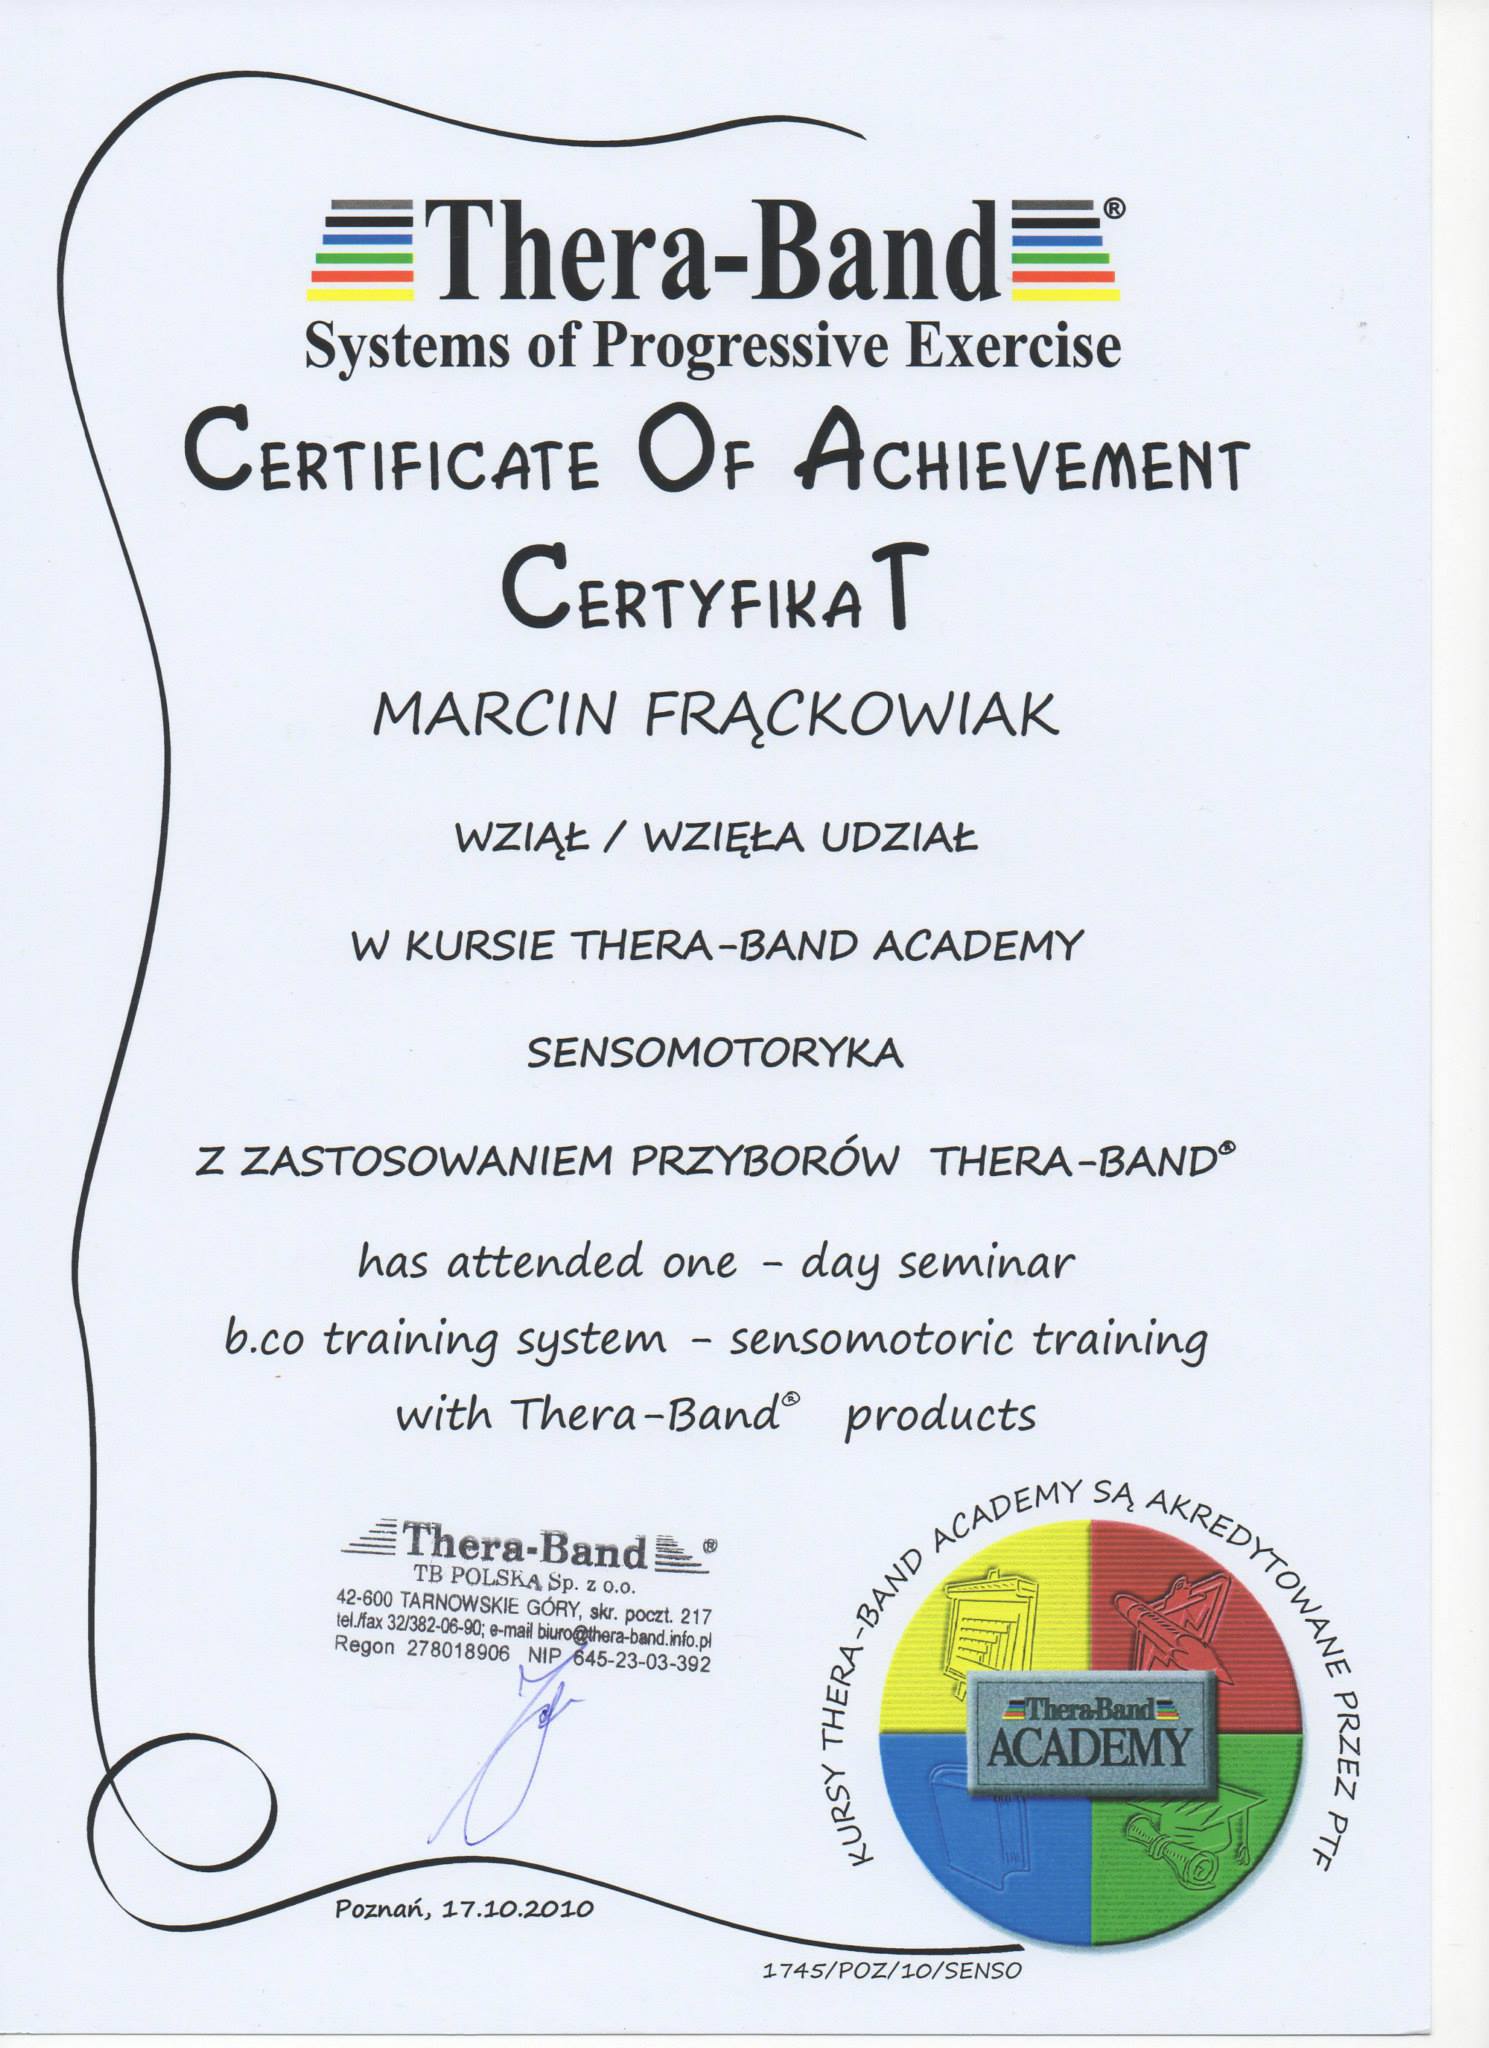 Thera-Band®
Systems of Progressive Exercise
CERTIFICATE OF ACHIEVEMENT
CERTYFIKAT
MARCIN FRĄCKOWIAK
WZIĄŁ / WZIĘŁA UDZIAŁ
W KURSIE THERA-BAND ACADEMY
SENSOMOTORYKA
Z ZASTOSOWANIEM PRZYBORÓW THERA-BAND®
has attended one - day seminar
b.co training system - sensomotoric training
with Thera-Band® products
Thera-Band®
TB POLSKA Sp. z o.o.
42-600 TARNOWSKIE GÓRY, skr. poczt. 217
tel./fax 32/382-06-90; e-mail biuro@thera-band.info.pl
Regon 278018906 NIP 645-23-03-392
KURSY THERA-BAND ACADEMY SĄ AKREDYTOWANE PRZEZ PTF
Thera-Band
ACADEMY
Poznań, 17.10.2010
1745/POZ/10/SENSO